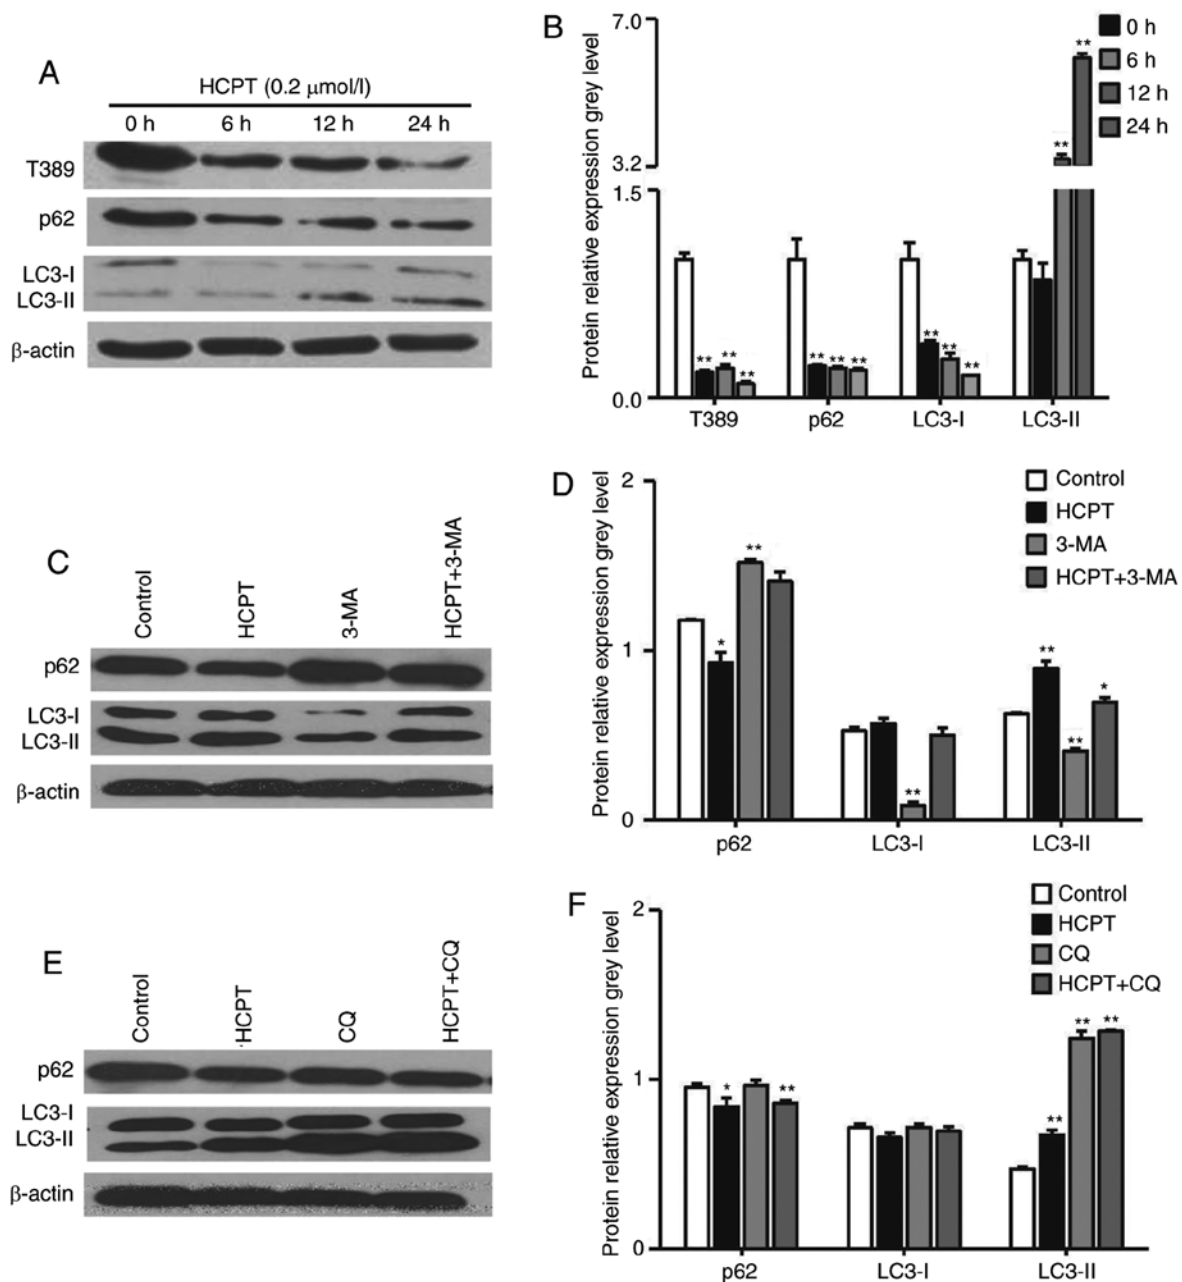 A
HCPT (0.2 μmol/l)
0 h 6 h 12 h 24 h
T389
p62
LC3-I
LC3-II
β-actin
B
Protein relative expression grey level
7.0
3.2
1.5
0.0
0 h
6 h
12 h
24 h
** ** **
** ** **
** ** **
** **
T389 p62 LC3-I LC3-II
C
Control HCPT 3-MA HCPT+3-MA
p62
LC3-I
LC3-II
β-actin
D
Protein relative expression grey level
2
1
0
Control
HCPT
3-MA
HCPT+3-MA
* **
**
** ** *
p62 LC3-I LC3-II
E
Control HCPT CQ HCPT+CQ
p62
LC3-I
LC3-II
β-actin
F
Protein relative expression grey level
2
1
0
Control
HCPT
CQ
HCPT+CQ
* **
** ** **
p62 LC3-I LC3-II